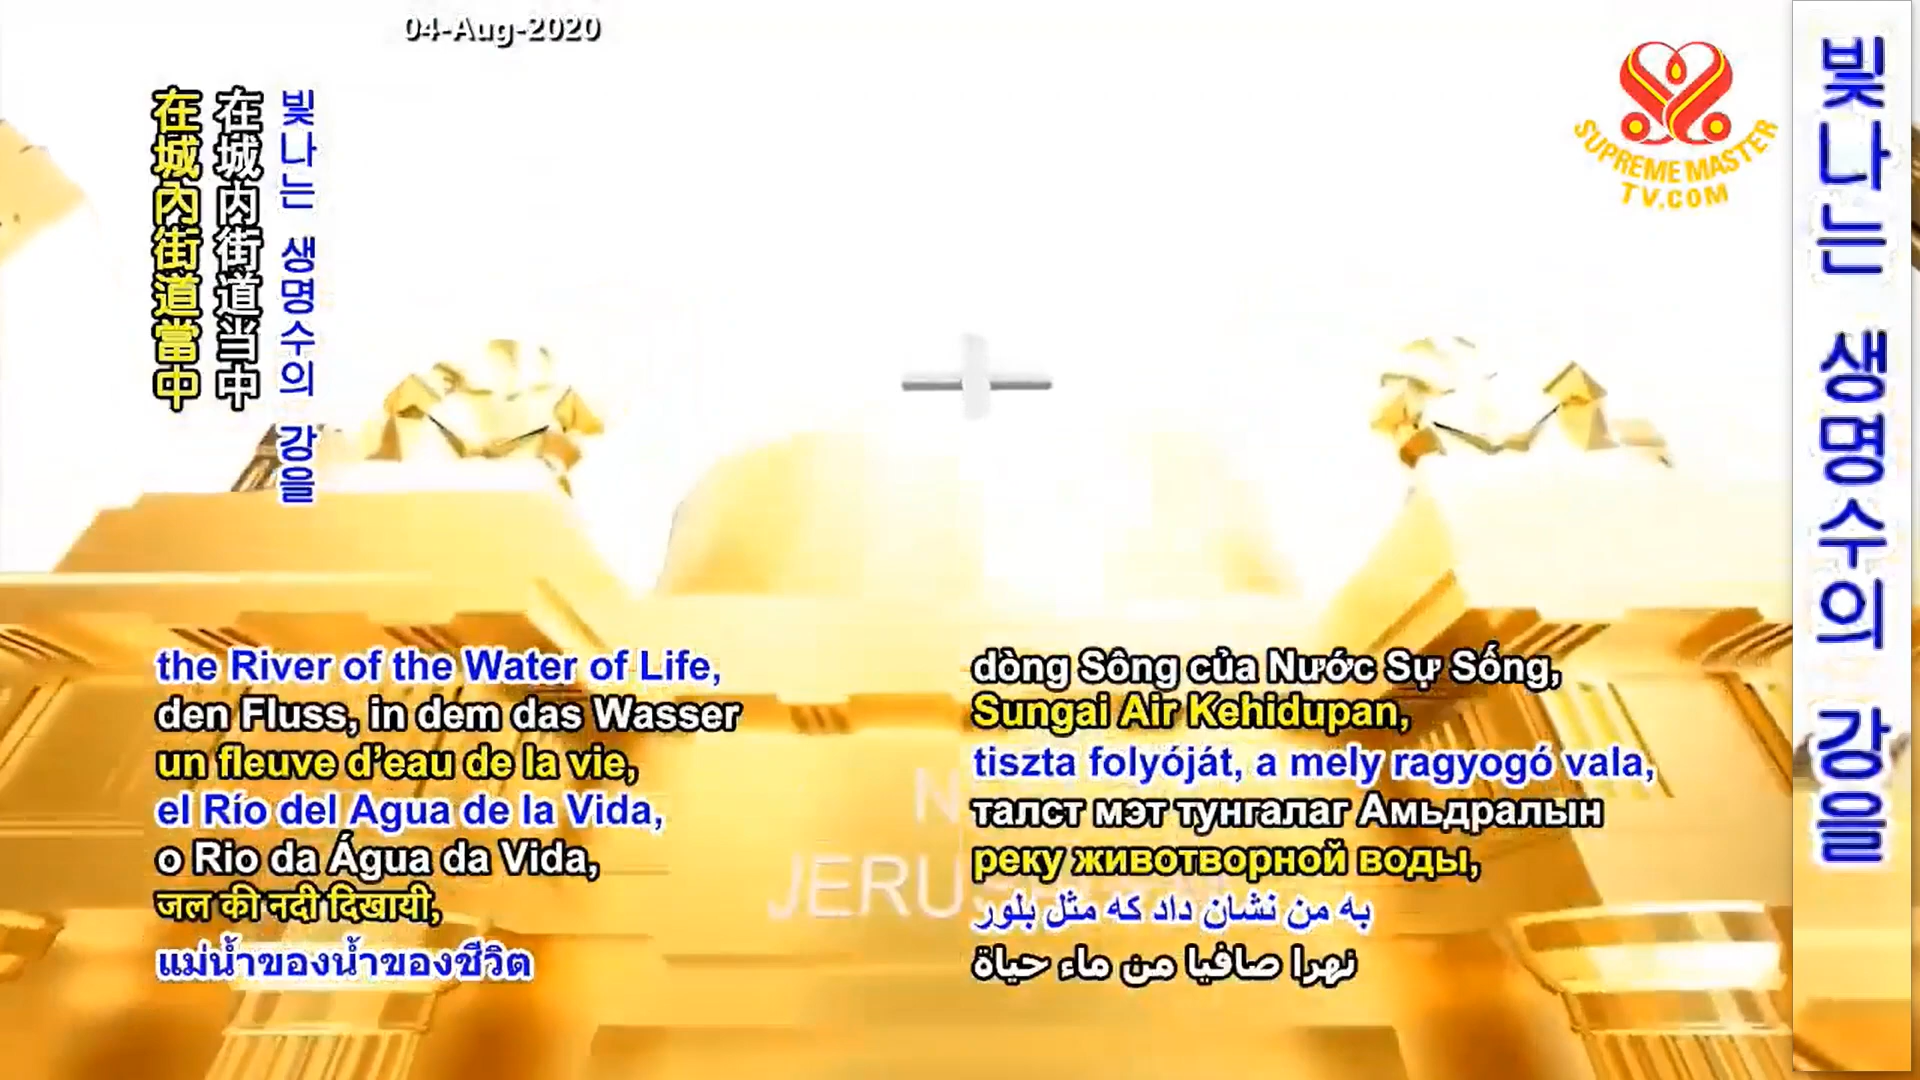 04-Aug-2020
在城內街道當中
在城内街道当中
빛나는 생명수의 강을
SUPREME MASTER
TV.COM
빛나는 생명수의 강을
the River of the Water of Life,
den Fluss, in dem das Wasser
un fleuve d’eau de la vie,
el Río del Agua de la Vida,
o Rio da Água da Vida,
जल की नदी दिखायी,
แม่น้ำของน้ำของชีวิต
dòng Sông của Nước Sự Sống,
Sungai Air Kehidupan,
tiszta folyóját, a mely ragyogó vala,
талст мэт тунгалаг Амьдралын
реку животворной воды,
به من نشان داد که مثل بلور
نهرا صافيا من ماء حياة